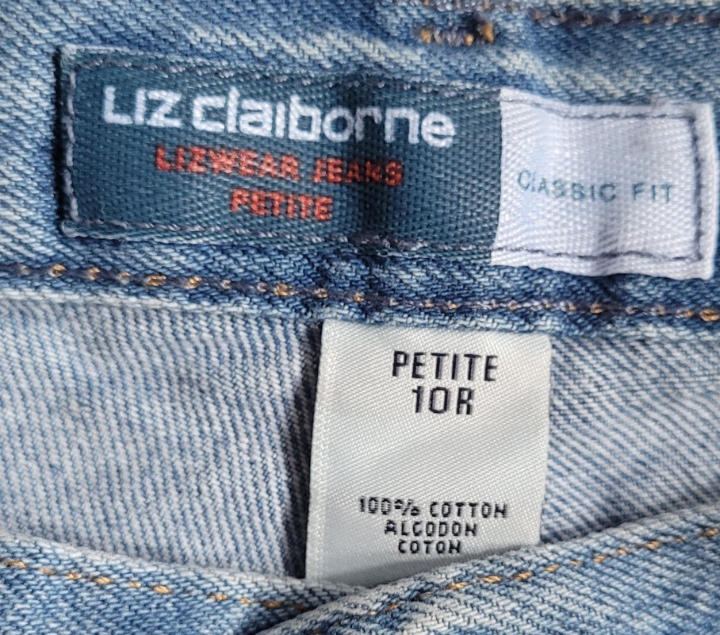 LIZ claiborne
LIZWEAR JEANS
PETITE
CLASSIC FIT
PETITE
10R
100% COTTON
ALGODON
COTON